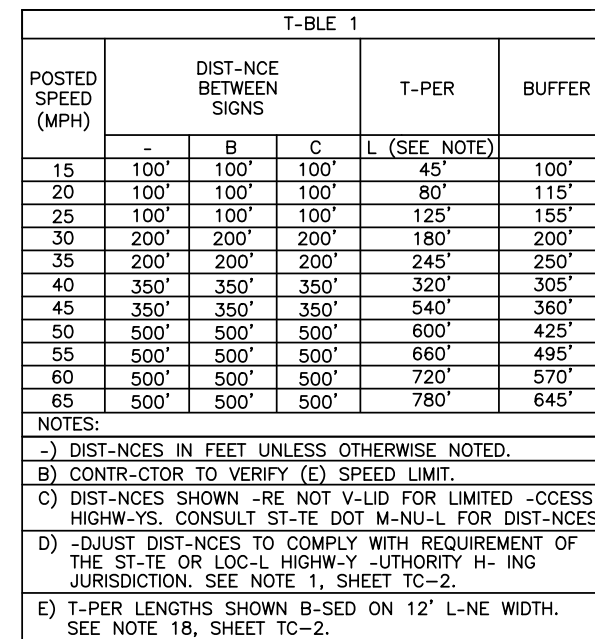 T-BLE 1
POSTED SPEED (MPH) DIST-NCE BETWEEN SIGNS T-PER BUFFER
- B C L (SEE NOTE)
15 100' 100' 100' 45' 100'
20 100' 100' 100' 80' 115'
25 100' 100' 100' 125' 155'
30 200' 200' 200' 180' 200'
35 200' 200' 200' 245' 250'
40 350' 350' 350' 320' 305'
45 350' 350' 350' 540' 360'
50 500' 500' 500' 600' 425'
55 500' 500' 500' 660' 495'
60 500' 500' 500' 720' 570'
65 500' 500' 500' 780' 645'
NOTES:
-) DIST-NCES IN FEET UNLESS OTHERWISE NOTED.
B) CONTR-CTOR TO VERIFY (E) SPEED LIMIT.
C) DIST-NCES SHOWN -RE NOT V-LID FOR LIMITED -CCESS
HIGHW-YS. CONSULT ST-TE DOT M-NU-L FOR DIST-NCES
D) -DJUST DIST-NCES TO COMPLY WITH REQUIREMENT OF
THE ST-TE OR LOC-L HIGHW-Y -UTHORITY H- ING
JURISDICTION. SEE NOTE 1, SHEET TC-2.
E) T-PER LENGTHS SHOWN B-SED ON 12' L-NE WIDTH.
SEE NOTE 18, SHEET TC-2.